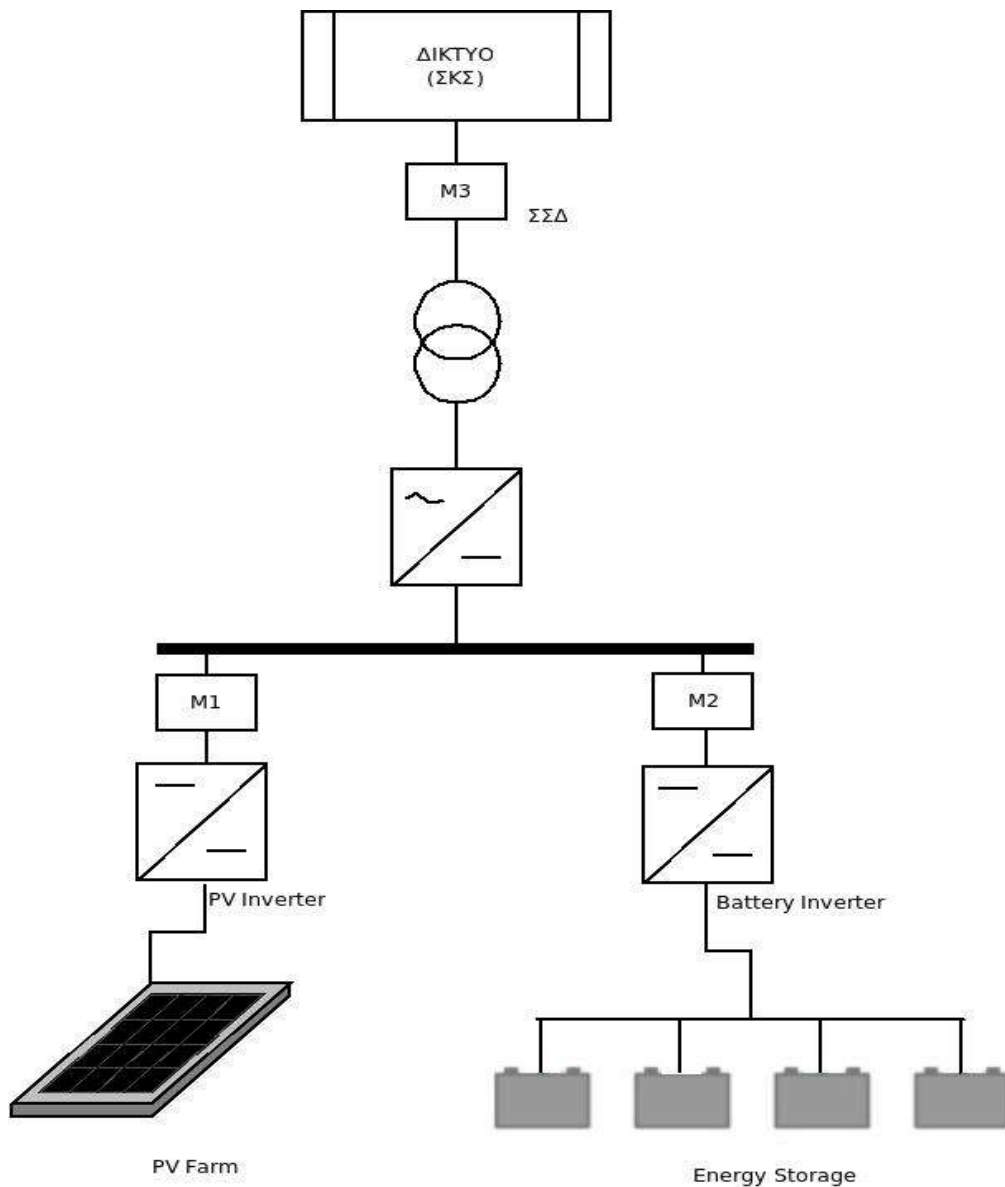 ΔΙΚΤΥΟ
(ΣΚΣ)
M3
ΣΣΔ
M1
M2
PV Inverter
Battery Inverter
PV Farm
Energy Storage